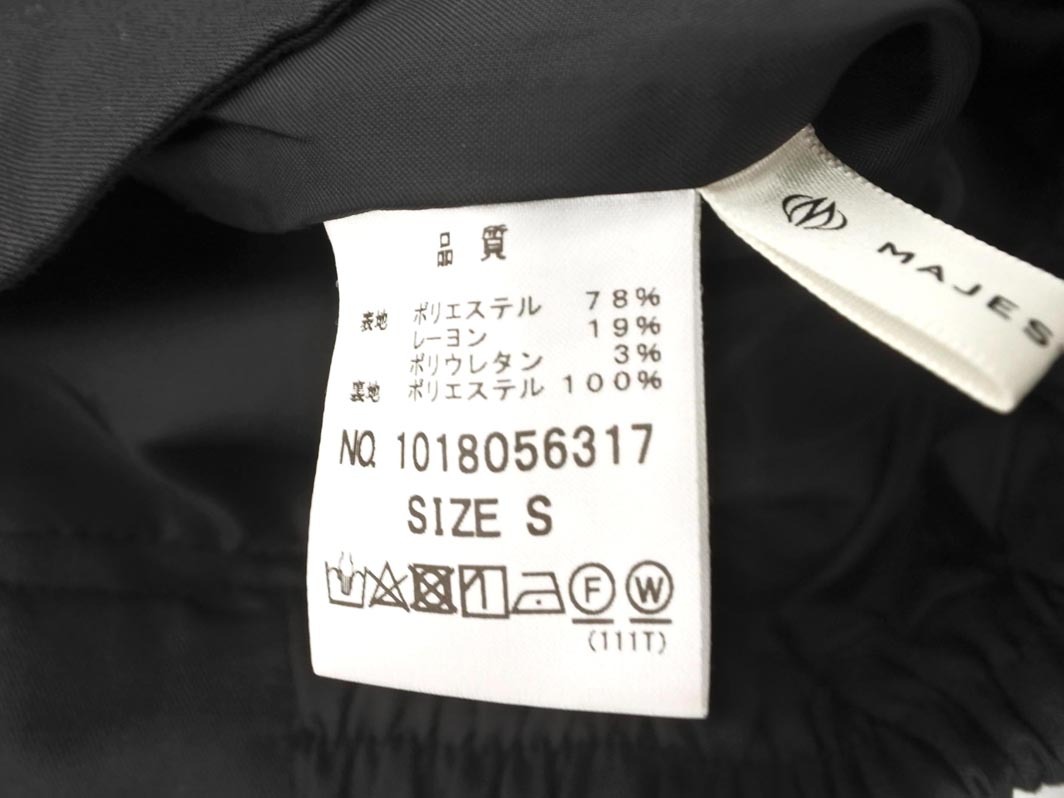 品質
表地 ポリエステル 78%
レーヨン 19%
ポリウレタン 3%
裏地 ポリエステル 100%
NO. 1018056317
SIZE S
F W
(111T)
M
MAJES